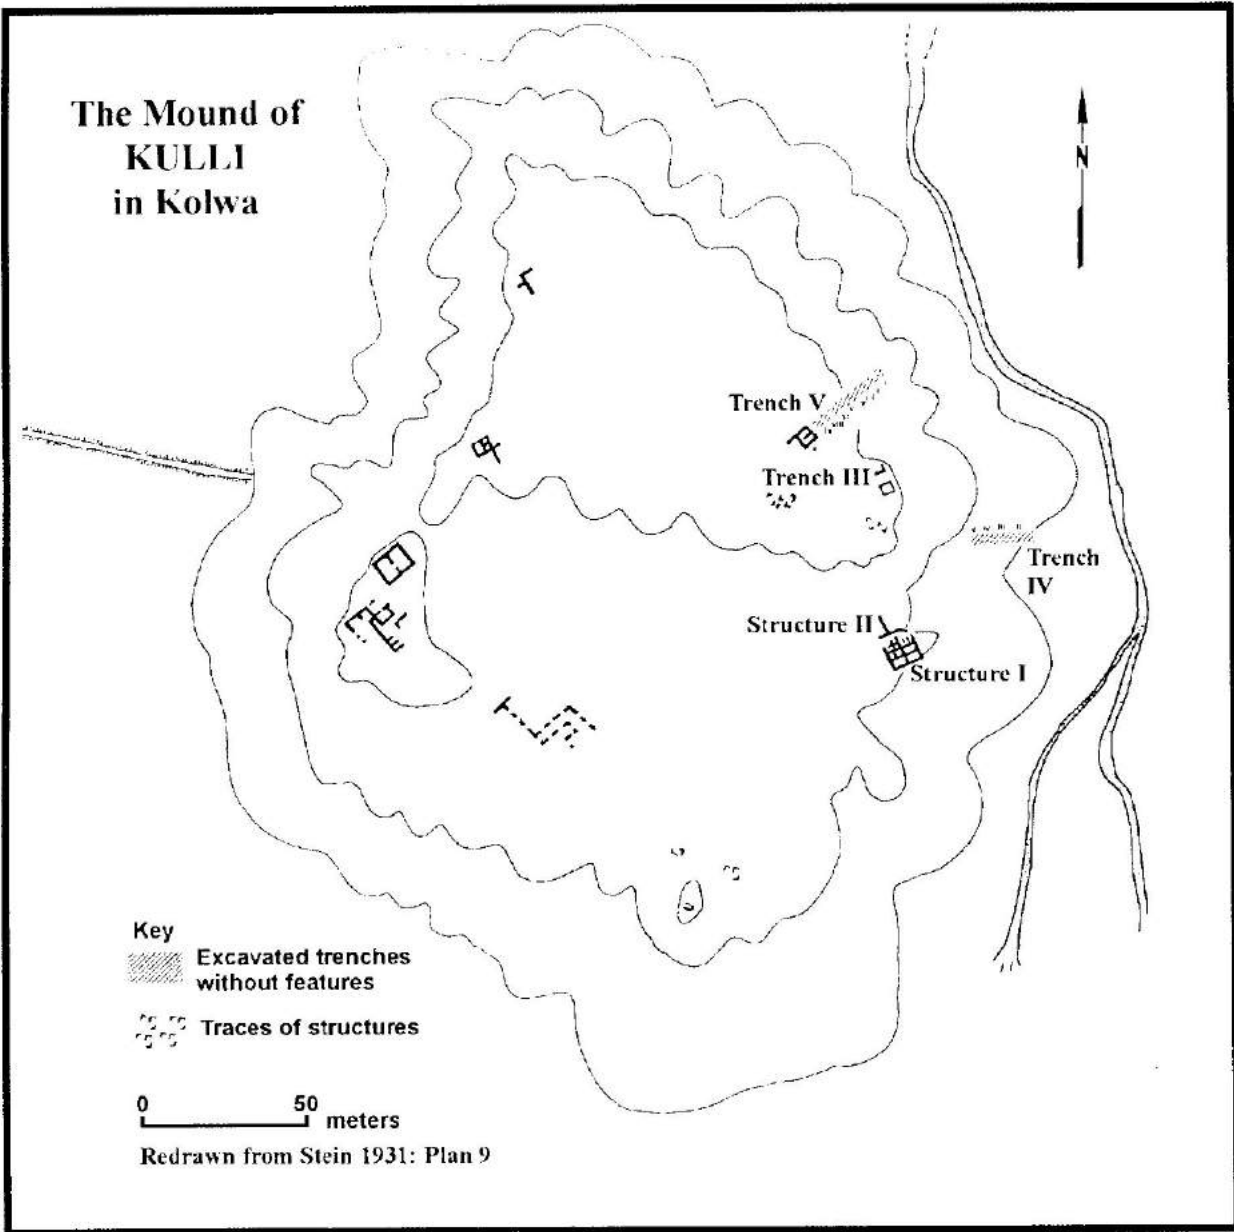 The Mound of
KULLI
in Kolwa
N
Trench V
Trench III
Trench
IV
Structure II
Structure I
Key
Excavated trenches
without features
Traces of structures
0 50 meters
Redrawn from Stein 1931: Plan 9